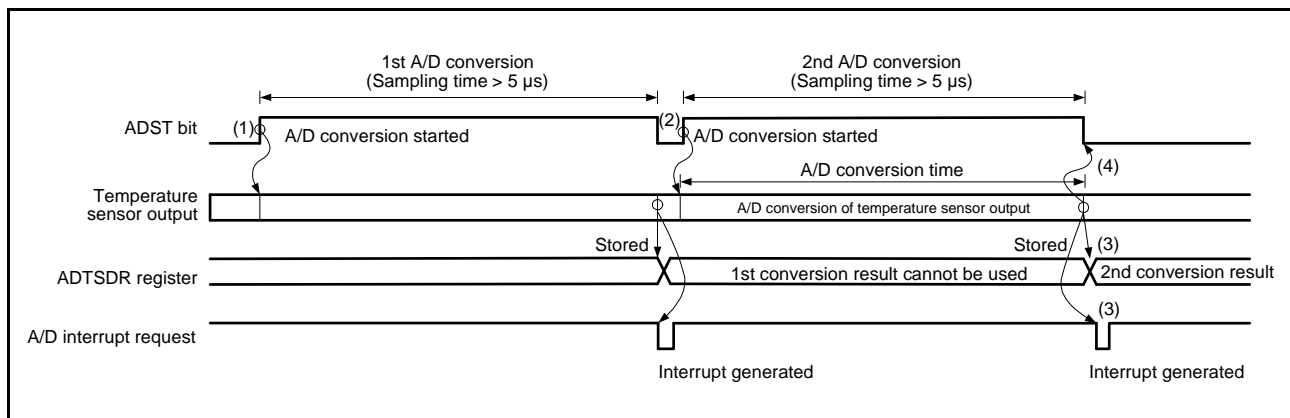 1st A/D conversion
(Sampling time > 5 µs)
2nd A/D conversion
(Sampling time > 5 µs)
ADST bit
(1)
A/D conversion started
(2)
A/D conversion started
(4)
A/D conversion time
Temperature
sensor output
A/D conversion of temperature sensor output
Stored
Stored
(3)
ADTSDR register
1st conversion result cannot be used
2nd conversion result
A/D interrupt request
(3)
Interrupt generated
Interrupt generated